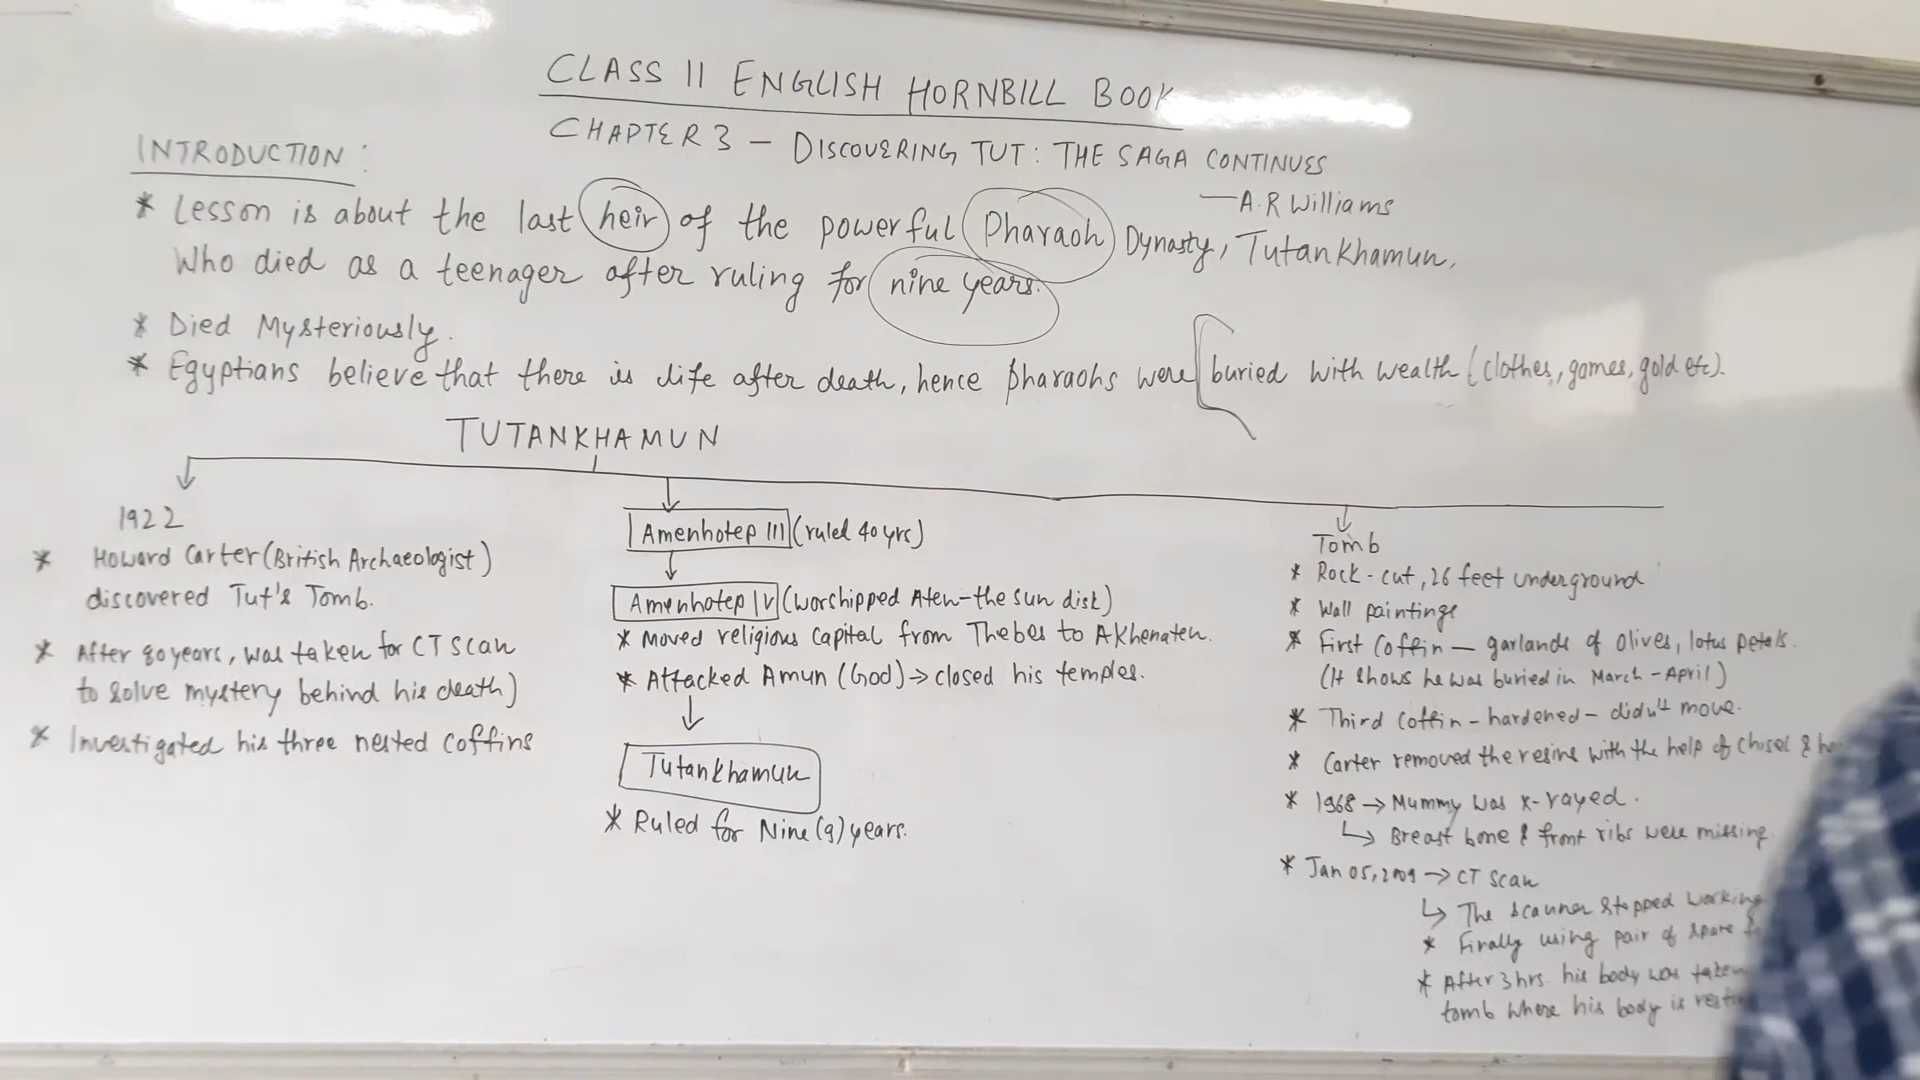 CLASS 11 ENGLISH HORNBILL BOOK
CHAPTER 3 – DISCOVERING TUT: THE SAGA CONTINUES
— A.R Williams
INTRODUCTION:
* Lesson is about the last heir of the powerful Pharaoh Dynasty, Tutankhamun,
Who died as a teenager after ruling for nine years.
* Died Mysteriously.
* Egyptians believe that there is life after death, hence pharaohs were buried with wealth (clothes, games, gold etc).
TUTANKHAMUN
1922
* Howard Carter (British Archaeologist)
discovered Tut's Tomb.
* After 80 years, was taken for CT Scan
to solve mystery behind his death)
* Investigated his three nested coffins
Amenhotep III (ruled 40 yrs)
Amenhotep IV (worshipped Aten – the sun disk)
* Moved religious capital from Thebes to Akhenaten.
* Attacked Amun (God) → closed his temples.
Tutankhamun
* Ruled for Nine (9) years.
Tomb
* Rock-cut, 26 feet underground
* Wall paintings
* First Coffin – garlands of olives, lotus petals.
(It shows he was buried in March – April)
* Third coffin – hardened – didn't move.
* Carter removed the resins with the help of chisel &
* 1968 → Mummy was x-rayed.
↳ Breast bone & front ribs were missing
* Jan 05, 2009 → CT Scan
↳ The scanner stopped working
* Finally using pair of spare
* After 3 hrs. his body was taken
tomb where his body is